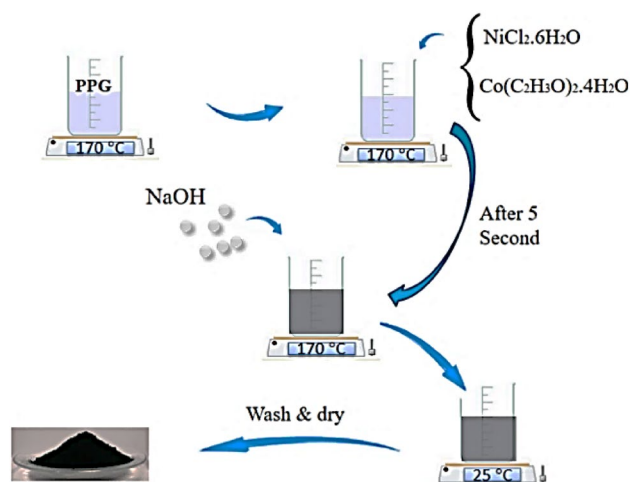 PPG
170 °C
NiCl₂.6H₂O
Co(C₂H₃O)₂.4H₂O
170 °C
After 5
Second
NaOH
170 °C
Wash & dry
25 °C